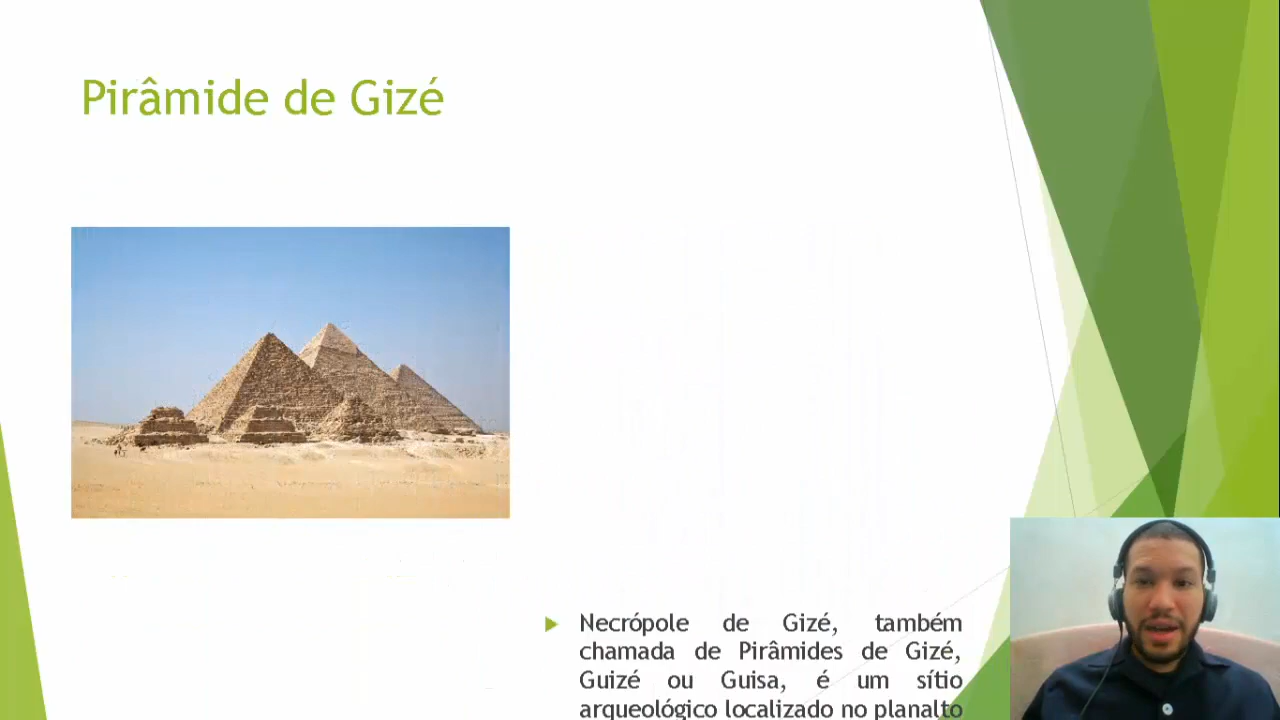 Pirâmide de Gizé
Necrópole de Gizé, também
chamada de Pirâmides de Gizé,
Guizé ou Guisa, é um sítio
arqueológico localizado no planalto